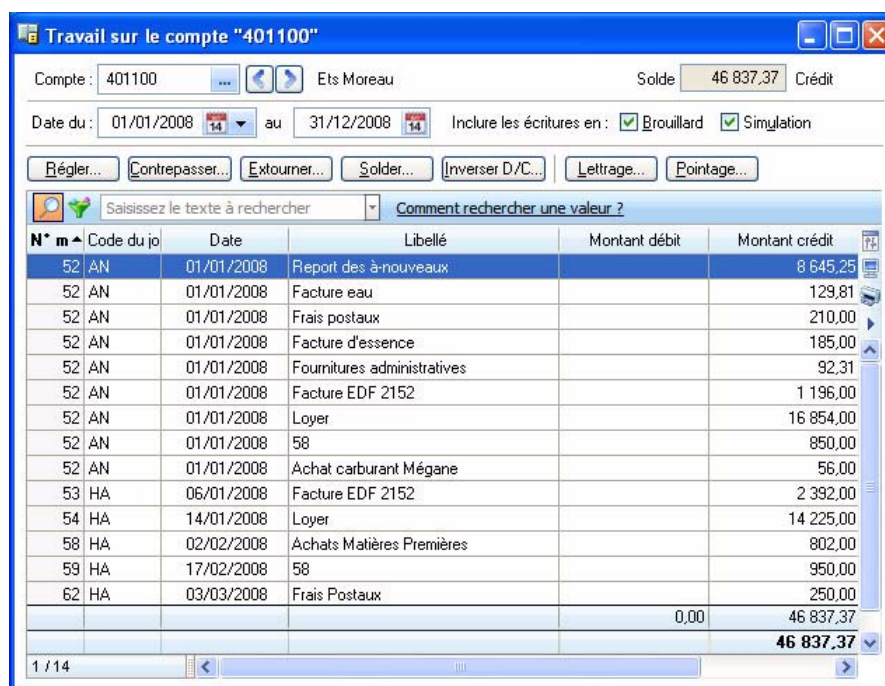 Travail sur le compte "401100"
Compte : 401100 ... Ets Moreau Solde 46 837,37 Crédit
Date du : 01/01/2008 14 au 31/12/2008 14 Inclure les écritures en : Brouillard Simulation
Régler... Contrepasser... Extourner... Solder... Inverser D/C... Lettrage... Pointage...
Saisissez le texte à rechercher Comment rechercher une valeur ?
N° m Code du jo Date Libellé Montant débit Montant crédit
52 AN 01/01/2008 Report des à-nouveaux 8 645,25
52 AN 01/01/2008 Facture eau 129,81
52 AN 01/01/2008 Frais postaux 210,00
52 AN 01/01/2008 Facture d'essence 185,00
52 AN 01/01/2008 Fournitures administratives 92,31
52 AN 01/01/2008 Facture EDF 2152 1 196,00
52 AN 01/01/2008 Loyer 16 854,00
52 AN 01/01/2008 58 850,00
52 AN 01/01/2008 Achat carburant Mégane 56,00
53 HA 06/01/2008 Facture EDF 2152 2 392,00
54 HA 14/01/2008 Loyer 14 225,00
58 HA 02/02/2008 Achats Matières Premières 802,00
59 HA 17/02/2008 58 950,00
62 HA 03/03/2008 Frais Postaux 250,00
0,00 46 837,37
46 837,37
1 / 14